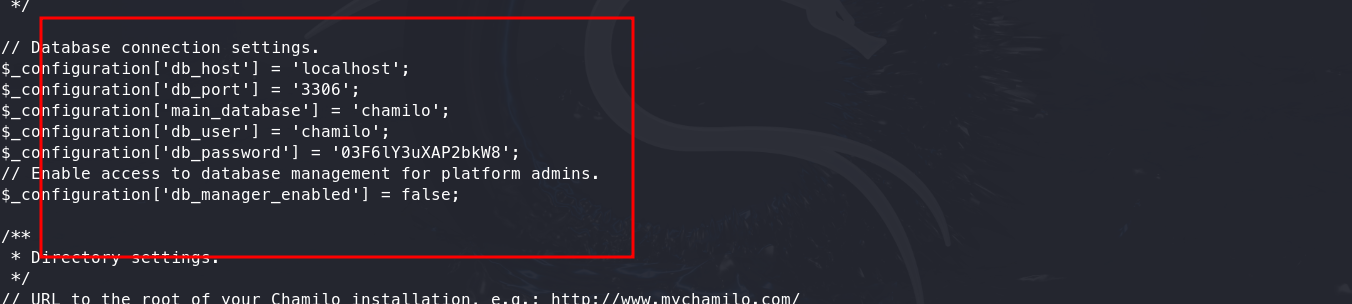 */
// Database connection settings.
$_configuration['db_host'] = 'localhost';
$_configuration['db_port'] = '3306';
$_configuration['main_database'] = 'chamilo';
$_configuration['db_user'] = 'chamilo';
$_configuration['db_password'] = '03F6lY3uXAP2bkW8';
// Enable access to database management for platform admins.
$_configuration['db_manager_enabled'] = false;
/**
* Directory settings.
*/
// URL to the root of your Chamilo installation, e.g.: http://www.mychamilo.com/